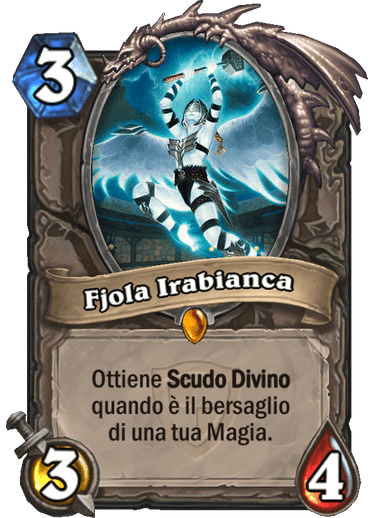 3
Fjola Irabianca
Ottiene Scudo Divino
quando è il bersaglio
di una tua Magia.
3
4